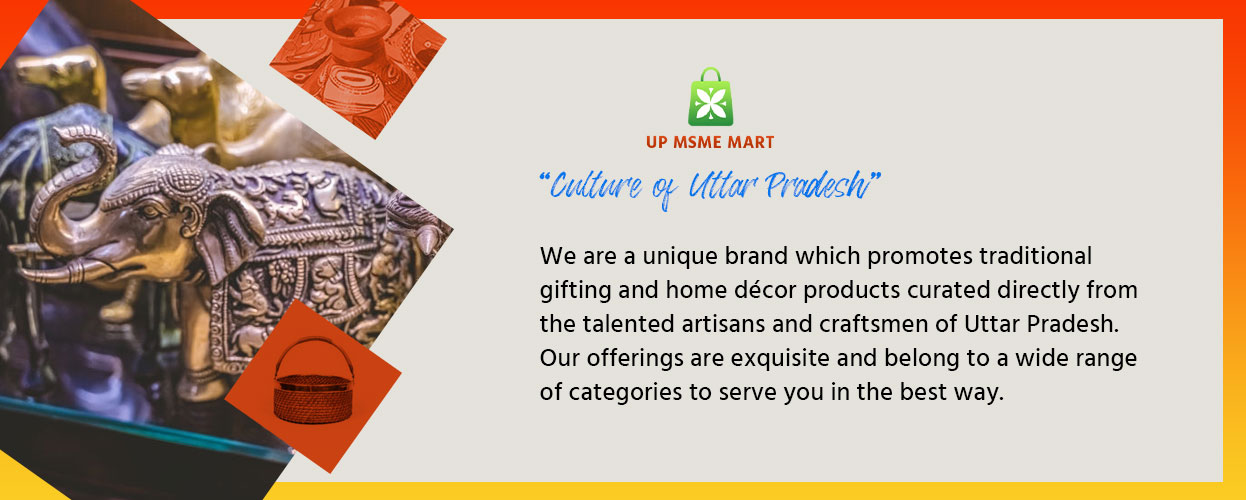 UP MSME MART
“Culture of Uttar Pradesh”
We are a unique brand which promotes traditional
gifting and home décor products curated directly from
the talented artisans and craftsmen of Uttar Pradesh.
Our offerings are exquisite and belong to a wide range
of categories to serve you in the best way.